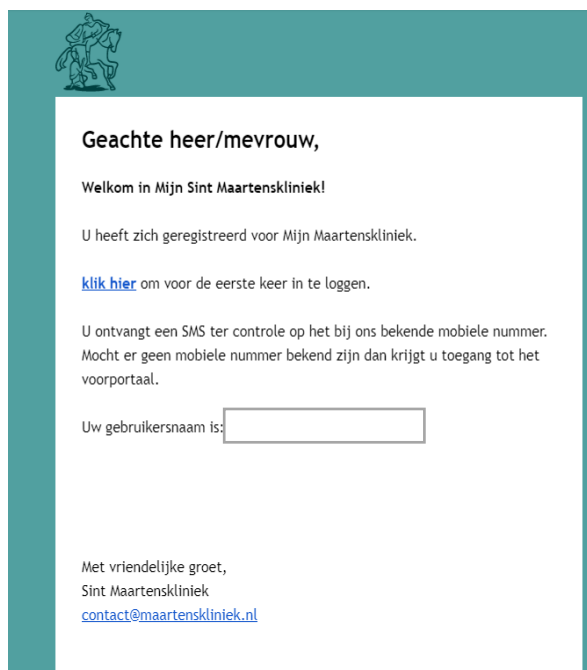 Geachte heer/mevrouw,
Welkom in Mijn Sint Maartenskliniek!
U heeft zich geregistreerd voor Mijn Maartenskliniek.
klik hier om voor de eerste keer in te loggen.
U ontvangt een SMS ter controle op het bij ons bekende mobiele nummer.
Mocht er geen mobiele nummer bekend zijn dan krijgt u toegang tot het
voorportaal.
Uw gebruikersnaam is:
Met vriendelijke groet,
Sint Maartenskliniek
contact@maartenskliniek.nl